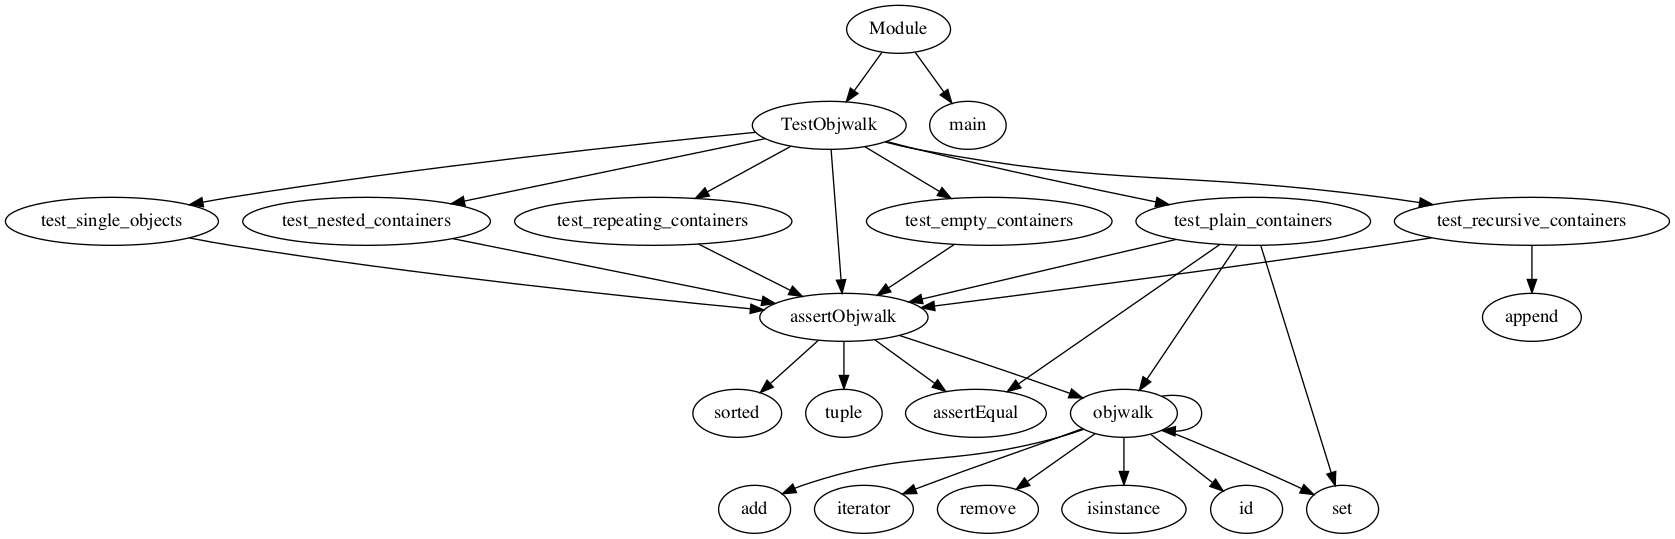 Module
TestObjwalk
main
test_single_objects
test_nested_containers
test_repeating_containers
test_empty_containers
test_plain_containers
test_recursive_containers
assertObjwalk
append
sorted
tuple
assertEqual
objwalk
add
iterator
remove
isinstance
id
set